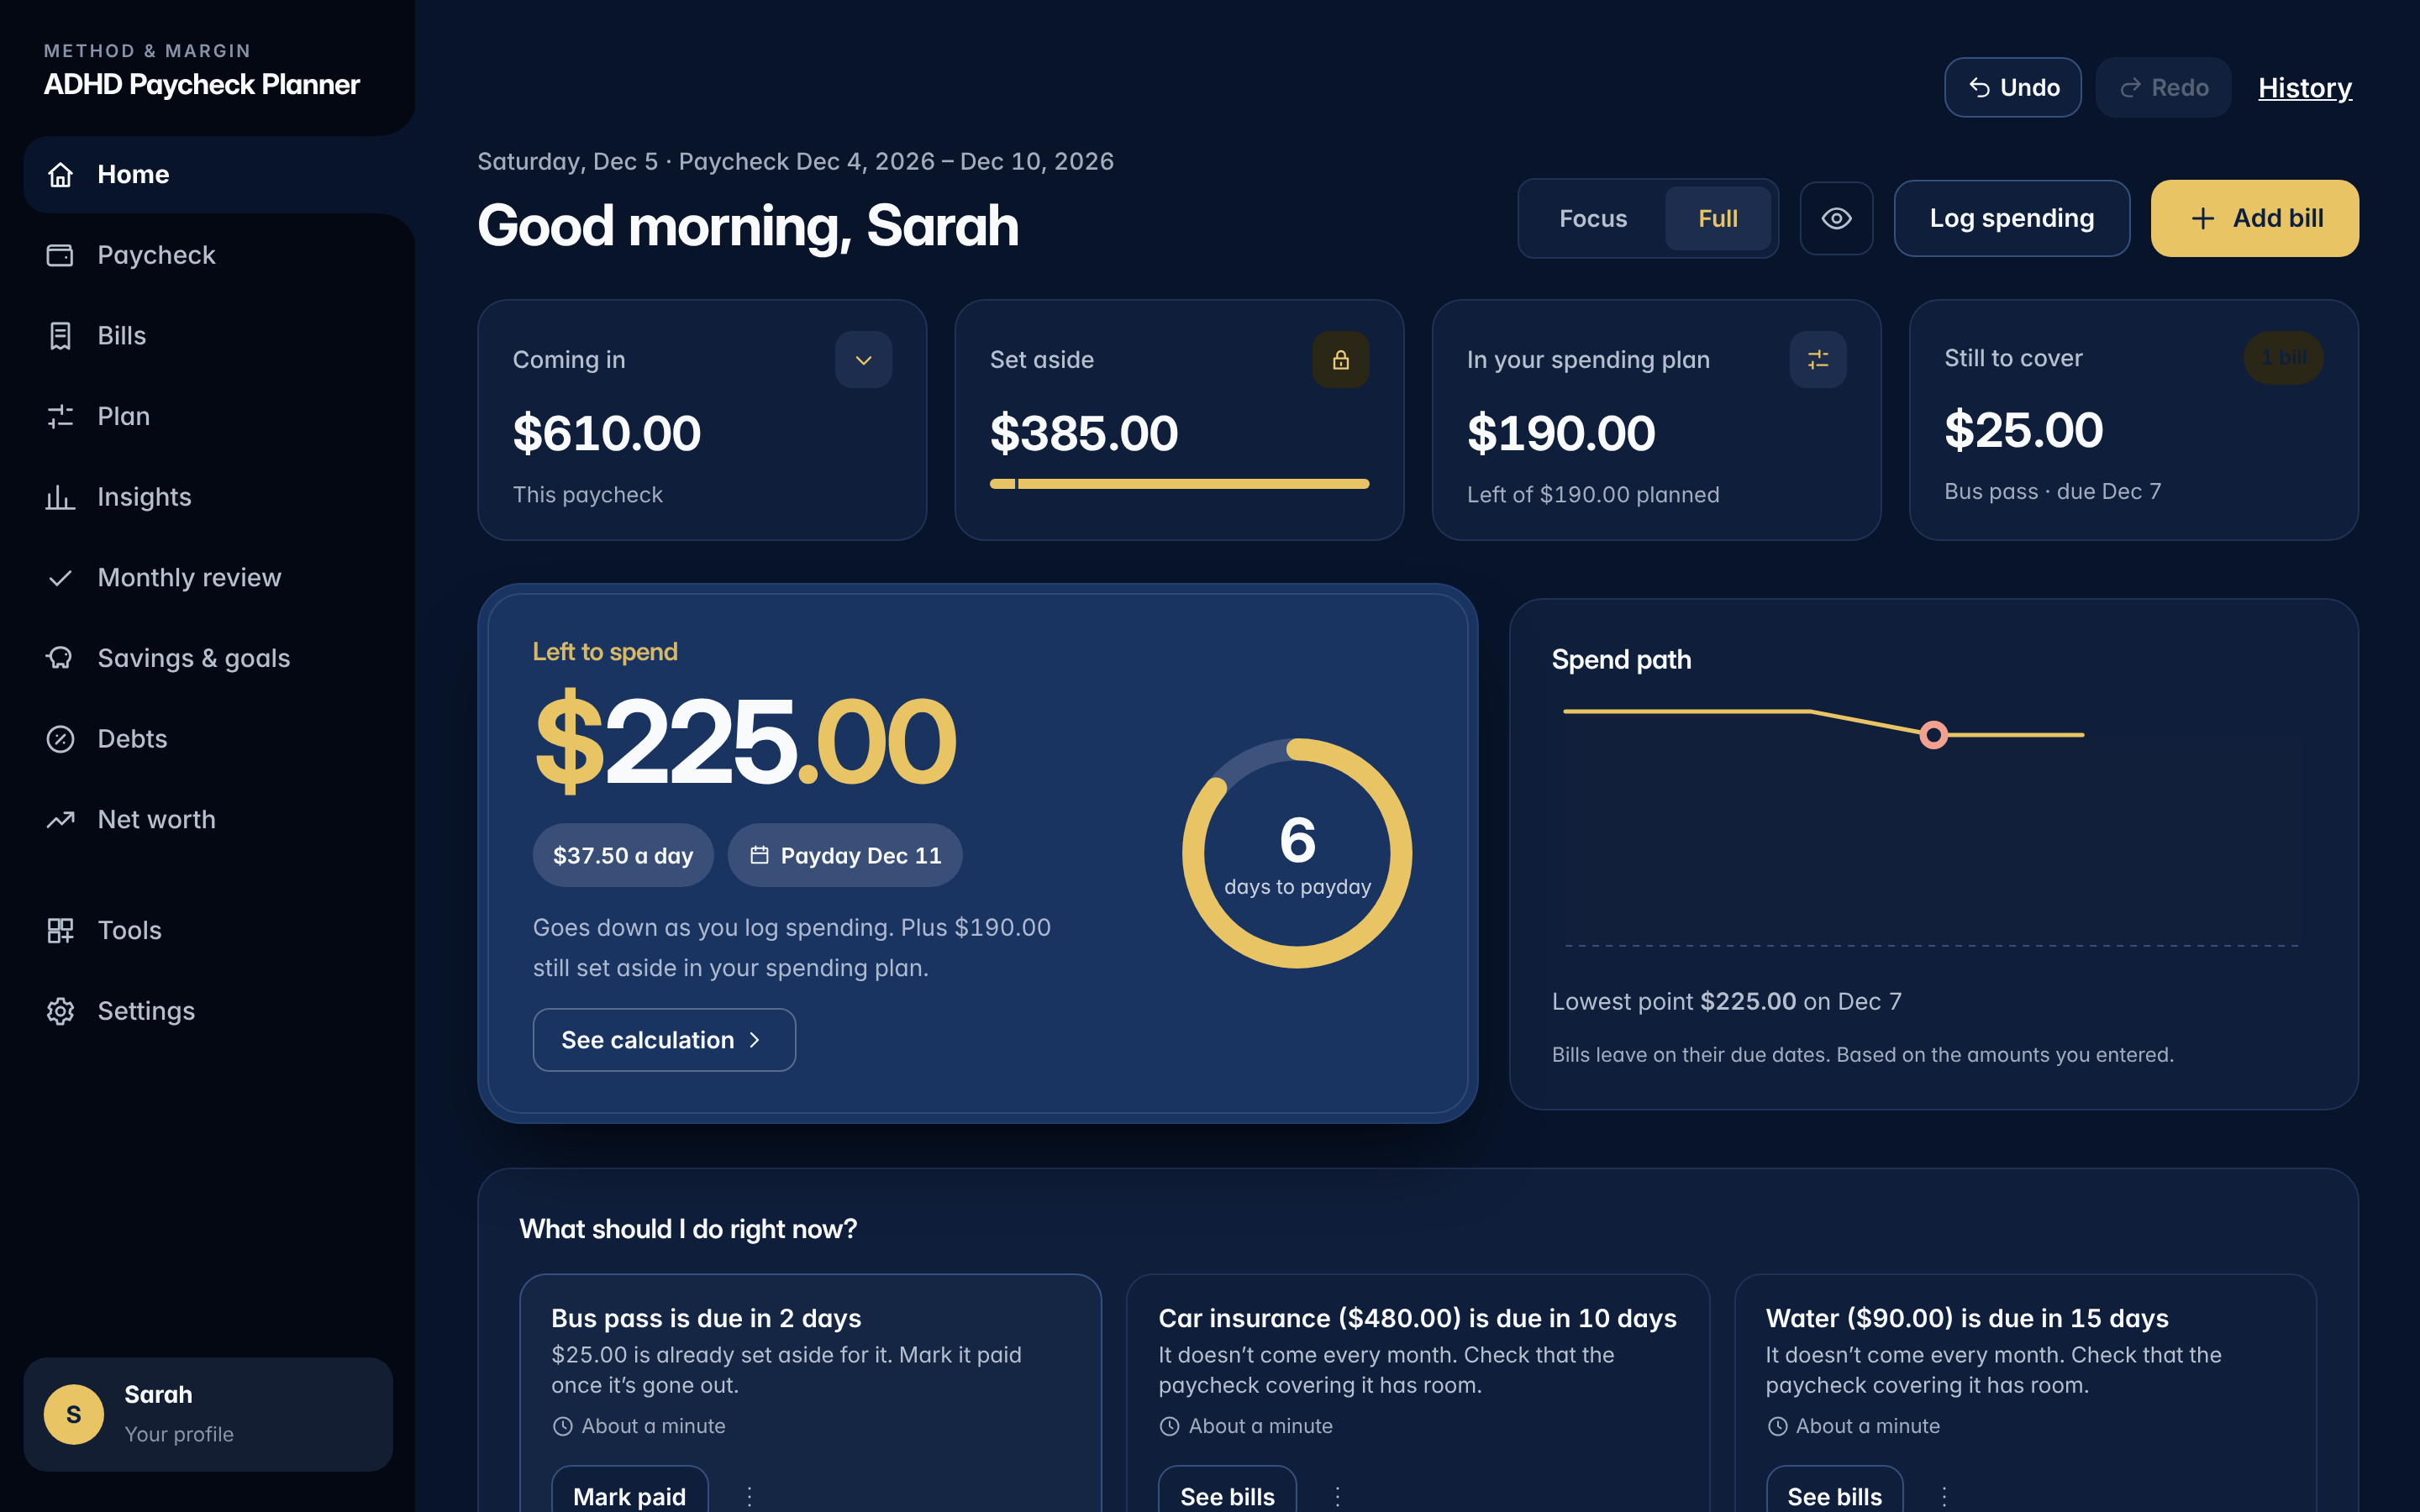 METHOD & MARGIN
ADHD Paycheck Planner
Home
Paycheck
Bills
Plan
Insights
Monthly review
Savings & goals
Debts
Net worth
Tools
Settings
S
Sarah
Your profile
Undo
Redo
History
Saturday, Dec 5 · Paycheck Dec 4, 2026 – Dec 10, 2026
Good morning, Sarah
Focus
Full
Log spending
Add bill
Coming in
$610.00
This paycheck
Set aside
$385.00
In your spending plan
$190.00
Left of $190.00 planned
Still to cover
1 bill
$25.00
Bus pass · due Dec 7
Left to spend
$225.00
$37.50 a day
Payday Dec 11
Goes down as you log spending. Plus $190.00
still set aside in your spending plan.
See calculation
6
days to payday
Spend path
Lowest point $225.00 on Dec 7
Bills leave on their due dates. Based on the amounts you entered.
What should I do right now?
Bus pass is due in 2 days
$25.00 is already set aside for it. Mark it paid
once it’s gone out.
About a minute
Mark paid
Car insurance ($480.00) is due in 10 days
It doesn’t come every month. Check that the
paycheck covering it has room.
About a minute
See bills
Water ($90.00) is due in 15 days
It doesn’t come every month. Check that the
paycheck covering it has room.
About a minute
See bills